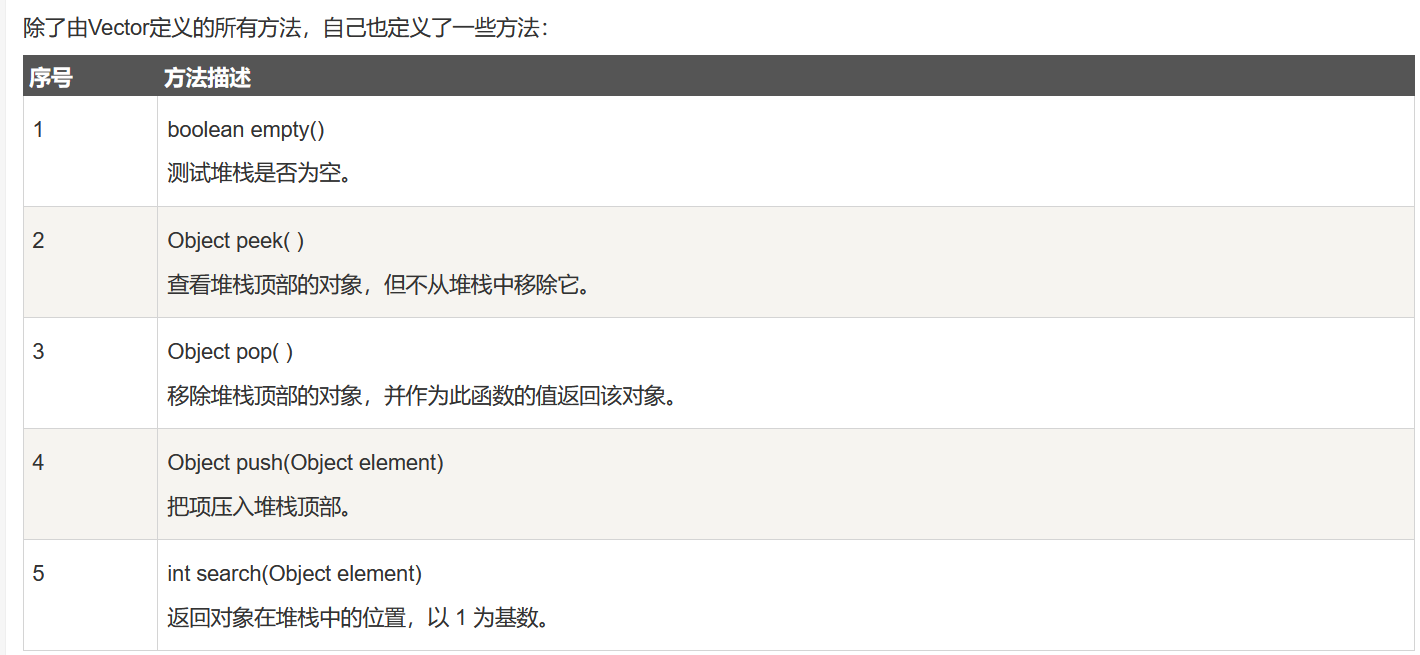 除了由Vector定义的所有方法，自己也定义了一些方法：
序号 方法描述
1 boolean empty()
测试堆栈是否为空。
2 Object peek( )
查看堆栈顶部的对象，但不从堆栈中移除它。
3 Object pop( )
移除堆栈顶部的对象，并作为此函数的值返回该对象。
4 Object push(Object element)
把项压入堆栈顶部。
5 int search(Object element)
返回对象在堆栈中的位置，以 1 为基数。